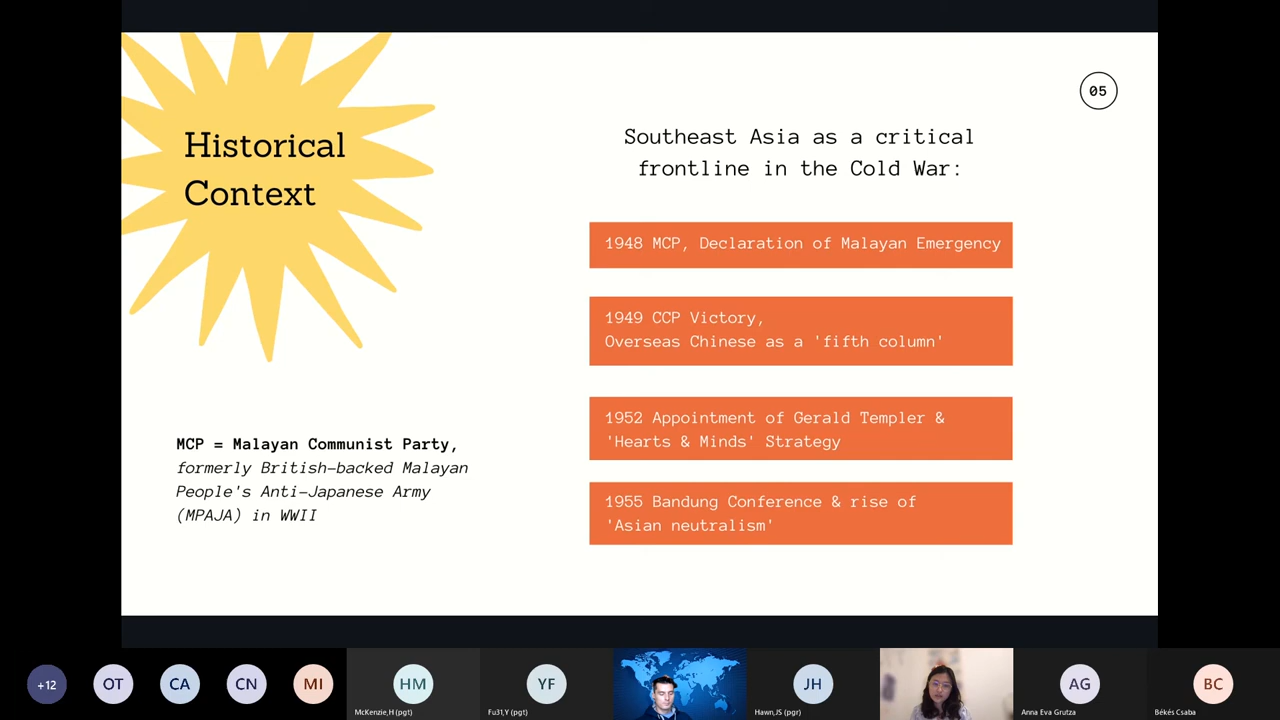 Historical
Context
05
Southeast Asia as a critical
frontline in the Cold War:
1948 MCP, Declaration of Malayan Emergency
1949 CCP Victory,
Overseas Chinese as a 'fifth column'
1952 Appointment of Gerald Templer &
'Hearts & Minds' Strategy
1955 Bandung Conference & rise of
'Asian neutralism'
MCP = Malayan Communist Party,
formerly British-backed Malayan
People's Anti-Japanese Army
(MPAJA) in WWII
+12
OT
CA
CN
MI
HM
McKenzie,H (pgt)
YF
Fu31,Y (pgt)
JH
Hawn,JS (pgr)
AG
Anna Eva Grutza
BC
Békés Csaba